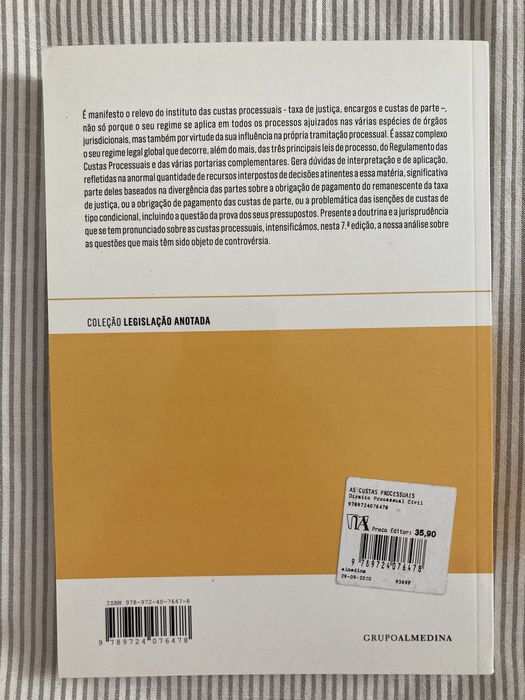 É manifesto o relevo do instituto das custas processuais - taxa de justiça, encargos e custas de parte –,
não só porque o seu regime se aplica em todos os processos ajuizados nas várias espécies de órgãos
jurisdicionais, mas também por virtude da sua influência na própria tramitação processual. É assaz complexo
o seu regime legal global que decorre, além do mais, das três principais leis de processo, do Regulamento das
Custas Processuais e das várias portarias complementares. Gera dúvidas de interpretação e de aplicação,
refletidas na anormal quantidade de recursos interpostos de decisões atinentes a essa matéria, significativa
parte deles baseados na divergência das partes sobre a obrigação de pagamento do remanescente da taxa
de justiça, ou a obrigação do pagamento das custas de parte, ou a problemática das isenções de custas de
tipo condicional, incluindo a questão da prova dos seus pressupostos. Presente a doutrina e a jurisprudência
que se tem pronunciado sobre as custas processuais, intensificámos, nesta 7.ª edição, a nossa análise sobre
as questões que mais têm sido objeto de controvérsia.
COLEÇÃO LEGISLAÇÃO ANOTADA
AS CUSTAS PROCESSUAIS
Direito Processual Civil
9789724076478
Preco Editor: 35,90
9 789724 076478
almedina
29-09-2020 93699
ISBN 978-972-40-7647-8
9 789724 076478
GRUPOALMEDINA